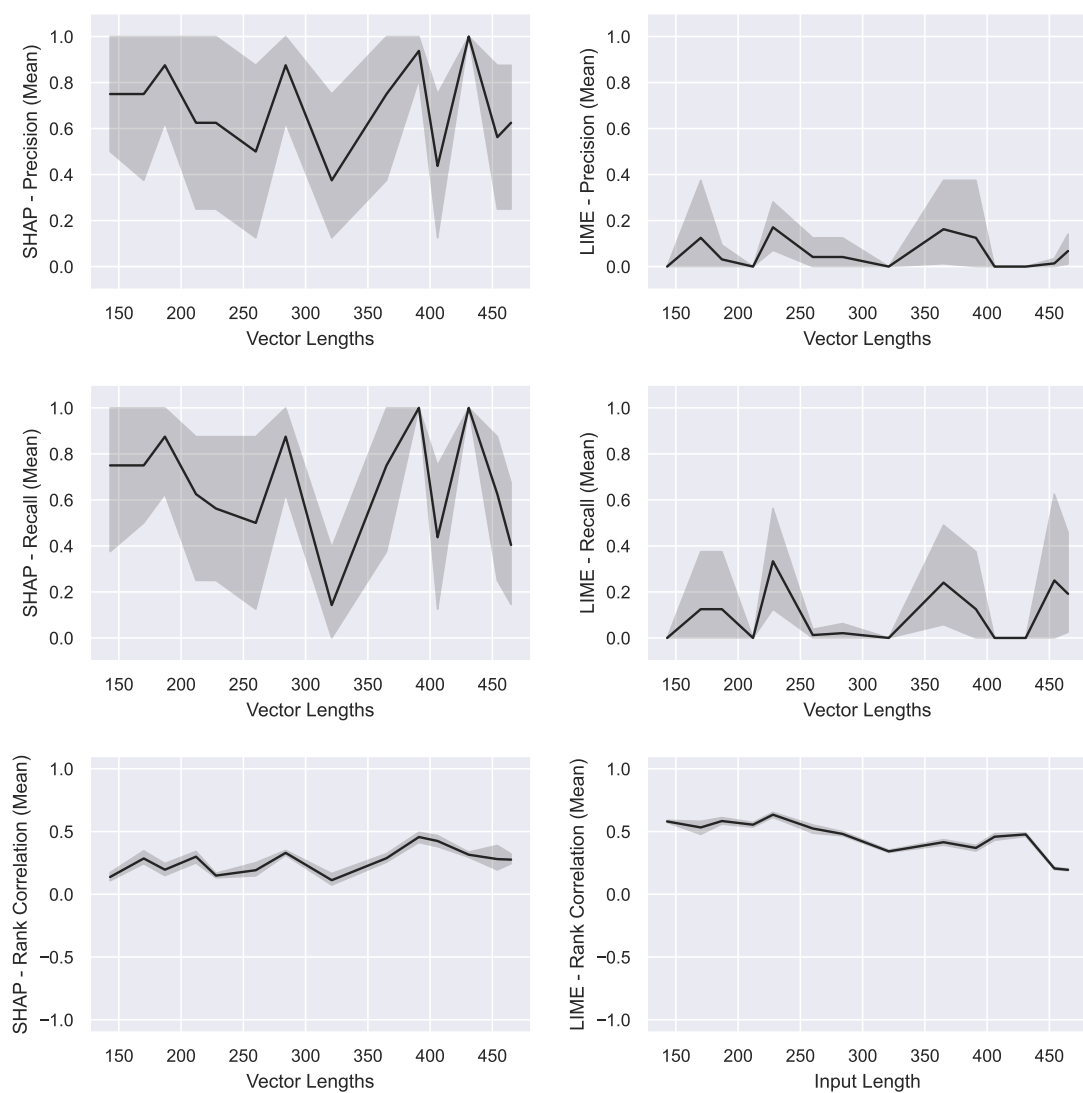 SHAP - Precision (Mean)
1.0
0.8
0.6
0.4
0.2
0.0
150 200 250 300 350 400 450
Vector Lengths
LIME - Precision (Mean)
1.0
0.8
0.6
0.4
0.2
0.0
150 200 250 300 350 400 450
Vector Lengths
SHAP - Recall (Mean)
1.0
0.8
0.6
0.4
0.2
0.0
150 200 250 300 350 400 450
Vector Lengths
LIME - Recall (Mean)
1.0
0.8
0.6
0.4
0.2
0.0
150 200 250 300 350 400 450
Vector Lengths
SHAP - Rank Correlation (Mean)
1.0
0.5
0.0
−0.5
−1.0
150 200 250 300 350 400 450
Vector Lengths
LIME - Rank Correlation (Mean)
1.0
0.5
0.0
−0.5
−1.0
150 200 250 300 350 400 450
Input Length